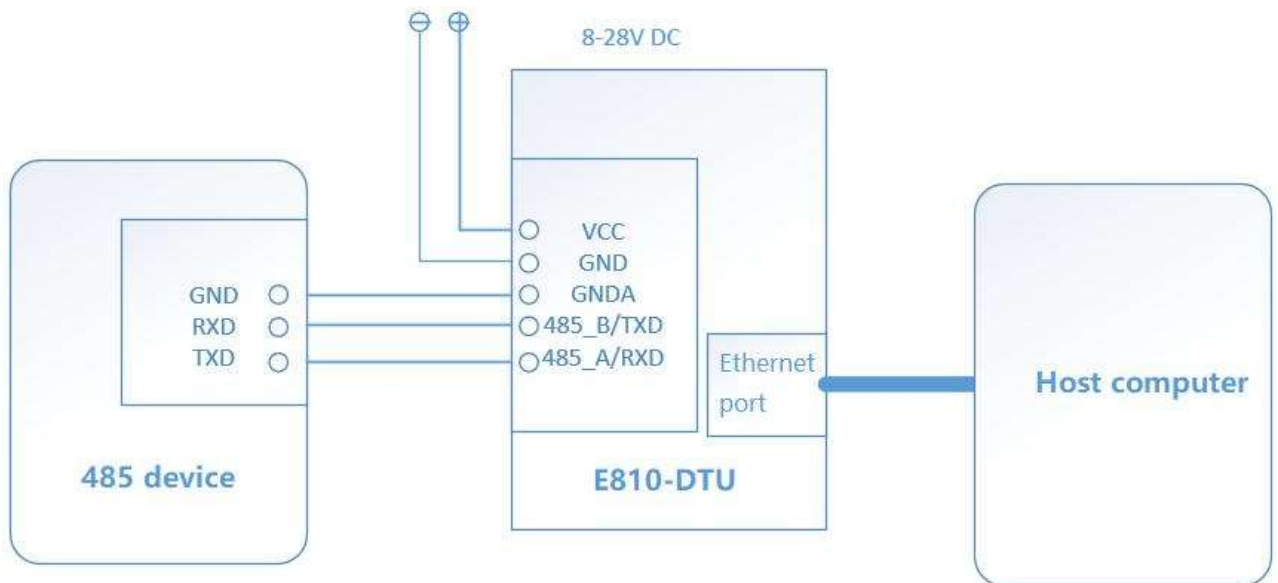 ⊖ ⊕
8-28V DC
VCC
GND
GNDA
485_B/TXD
485_A/RXD
GND
RXD
TXD
485 device
Ethernet
port
E810-DTU
Host computer